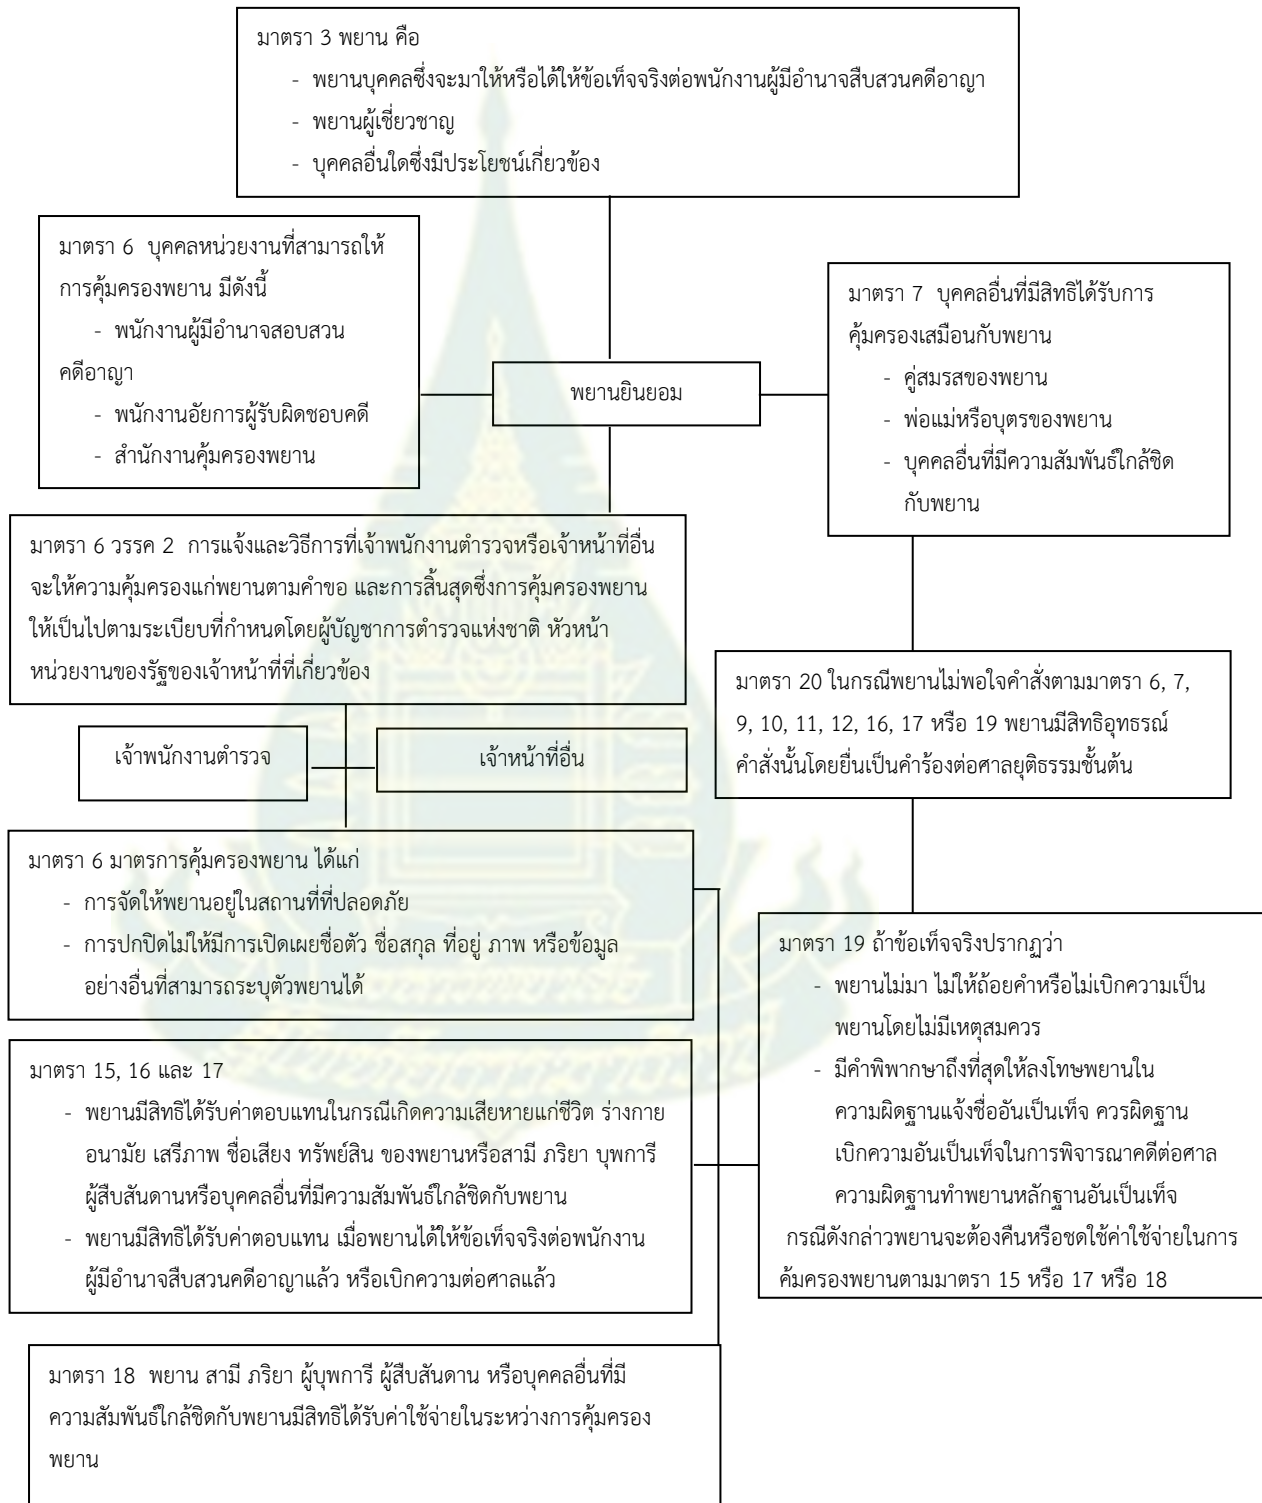 มาตรา 3 พยาน คือ
- พยานบุคคลซึ่งจะมาให้หรือได้ให้ข้อเท็จจริงต่อพนักงานผู้มีอำนาจสืบสวนคดีอาญา
- พยานผู้เชี่ยวชาญ
- บุคคลอื่นใดซึ่งมีประโยชน์เกี่ยวข้อง
มาตรา 6 บุคคลหน่วยงานที่สามารถให้
การคุ้มครองพยาน มีดังนี้
- พนักงานผู้มีอำนาจสอบสวน
คดีอาญา
- พนักงานอัยการผู้รับผิดชอบคดี
- สำนักงานคุ้มครองพยาน
พยานยินยอม
มาตรา 7 บุคคลอื่นที่มีสิทธิได้รับการ
คุ้มครองเสมือนกับพยาน
- คู่สมรสของพยาน
- พ่อแม่หรือบุตรของพยาน
- บุคคลอื่นที่มีความสัมพันธ์ใกล้ชิด
กับพยาน
มาตรา 6 วรรค 2 การแจ้งและวิธีการที่เจ้าพนักงานตำรวจหรือเจ้าหน้าที่อื่น
จะให้ความคุ้มครองแก่พยานตามคำขอ และการสิ้นสุดซึ่งการคุ้มครองพยาน
ให้เป็นไปตามระเบียบที่กำหนดโดยผู้บัญชาการตำรวจแห่งชาติ หัวหน้า
หน่วยงานของรัฐของเจ้าหน้าที่ที่เกี่ยวข้อง
มาตรา 20 ในกรณีพยานไม่พอใจคำสั่งตามมาตรา 6, 7,
9, 10, 11, 12, 16, 17 หรือ 19 พยานมีสิทธิอุทธรณ์
คำสั่งนั้นโดยยื่นเป็นคำร้องต่อศาลยุติธรรมชั้นต้น
เจ้าพนักงานตำรวจ
เจ้าหน้าที่อื่น
มาตรา 6 มาตรการคุ้มครองพยาน ได้แก่
- การจัดให้พยานอยู่ในสถานที่ที่ปลอดภัย
- การปกปิดไม่ให้มีการเปิดเผยชื่อตัว ชื่อสกุล ที่อยู่ ภาพ หรือข้อมูล
อย่างอื่นที่สามารถระบุตัวพยานได้
มาตรา 19 ถ้าข้อเท็จจริงปรากฏว่า
- พยานไม่มา ไม่ให้ถ้อยคำหรือไม่เบิกความเป็น
พยานโดยไม่มีเหตุสมควร
- มีคำพิพากษาถึงที่สุดให้ลงโทษพยานใน
ความผิดฐานแจ้งชื่ออันเป็นเท็จ ควรผิดฐาน
เบิกความอันเป็นเท็จในการพิจารณาคดีต่อศาล
ความผิดฐานทำพยานหลักฐานอันเป็นเท็จ
กรณีดังกล่าวพยานจะต้องคืนหรือชดใช้ค่าใช้จ่ายในการ
ค้มครองพยานตามมาตรา 15 หรือ 17 หรือ 18
มาตรา 15, 16 และ 17
- พยานมีสิทธิได้รับค่าตอบแทนในกรณีเกิดความเสียหายแก่ชีวิต ร่างกาย
อนามัย เสรีภาพ ชื่อเสียง ทรัพย์สิน ของพยานหรือสามี ภริยา บุพการี
ผู้สืบสันดานหรือบุคคลอื่นที่มีความสัมพันธ์ใกล้ชิดกับพยาน
- พยานมีสิทธิได้รับค่าตอบแทน เมื่อพยานได้ให้ข้อเท็จจริงต่อพนักงาน
ผู้มีอำนาจสืบสวนคดีอาญาแล้ว หรือเบิกความต่อศาลแล้ว
มาตรา 18 พยาน สามี ภริยา ผู้บุพการี ผู้สืบสันดาน หรือบุคคลอื่นที่มี
ความสัมพันธ์ใกล้ชิดกับพยานมีสิทธิได้รับค่าใช้จ่ายในระหว่างการคุ้มครอง
พยาน